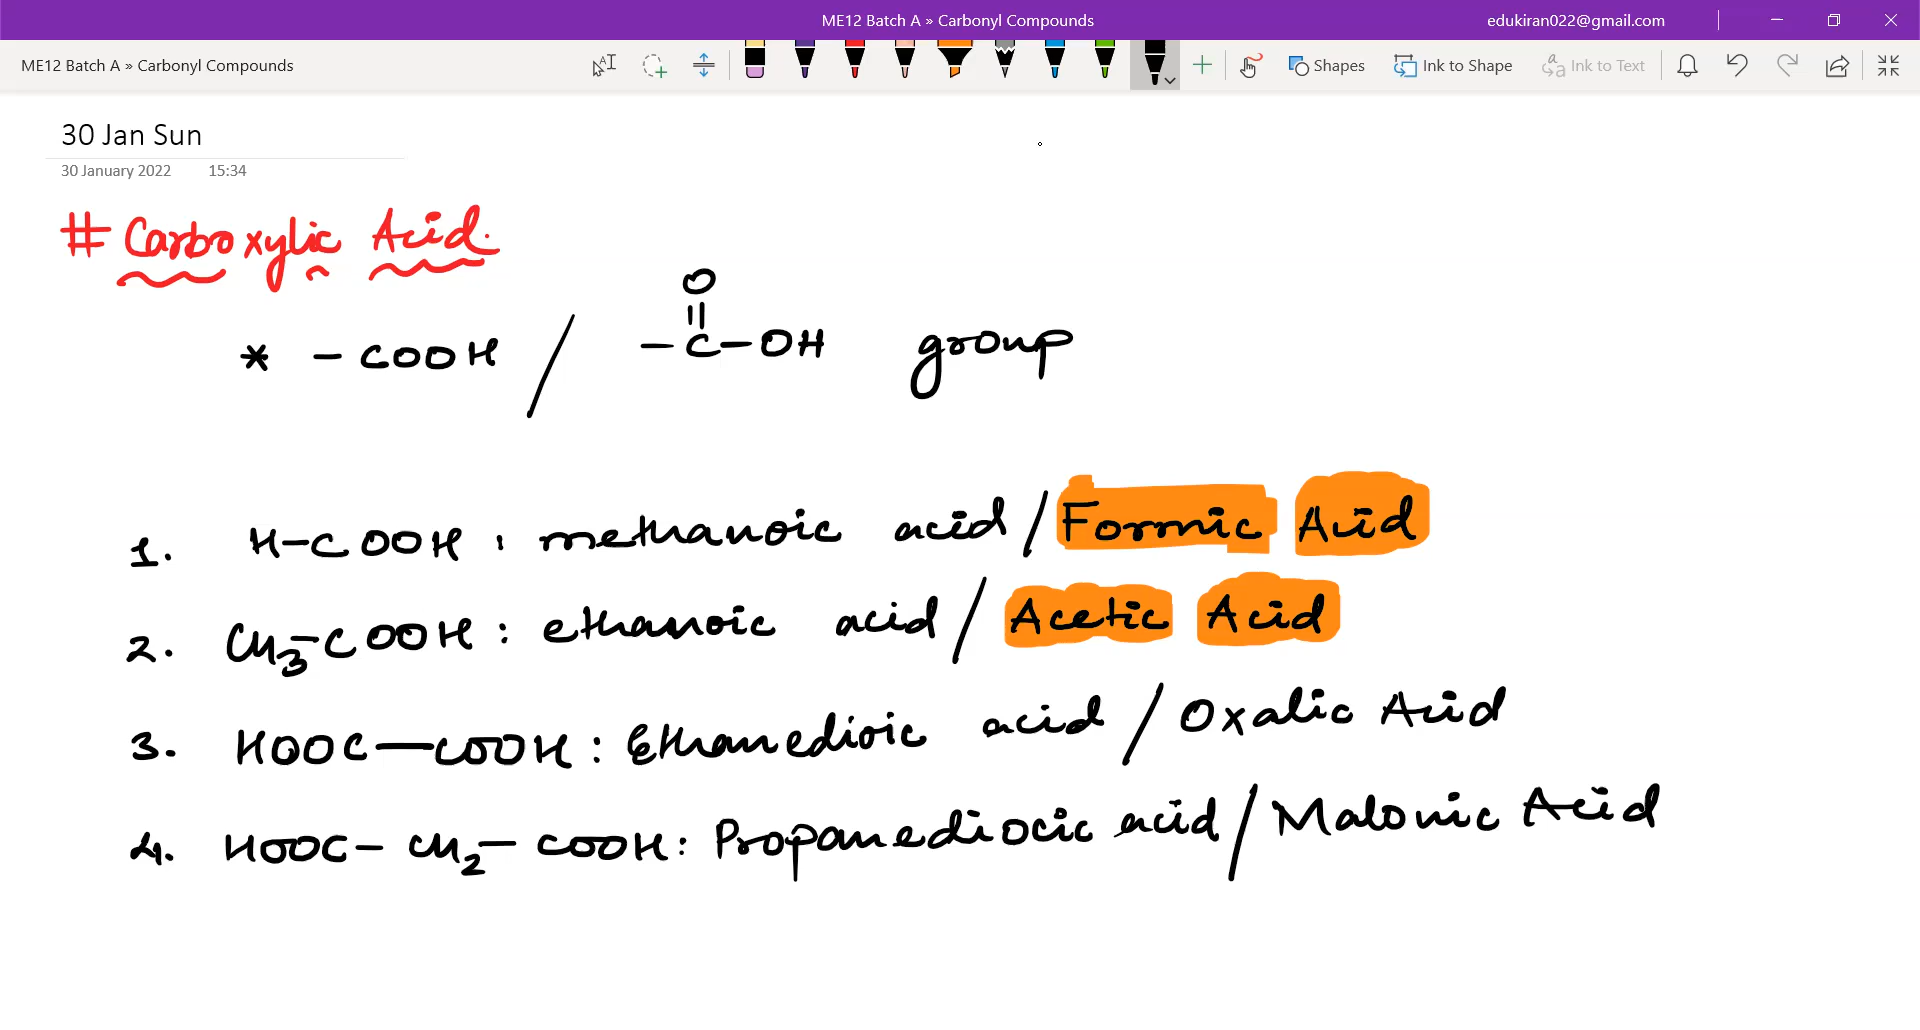 ME12 Batch A » Carbonyl Compounds edukiran022@gmail.com
ME12 Batch A » Carbonyl Compounds Shapes Ink to Shape Ink to Text
30 Jan Sun
30 January 2022 15:34
# Carboxylic Acid.
O
||
* - COOH / - C - OH group
1. H-COOH : methanoic acid / Formic Acid
2. CH3-COOH : ethanoic acid / Acetic Acid
3. HOOC-COOH : Ethanedioic acid / Oxalic Acid
4. HOOC- CH2- COOH : Propanediocic acid / Malonic Acid